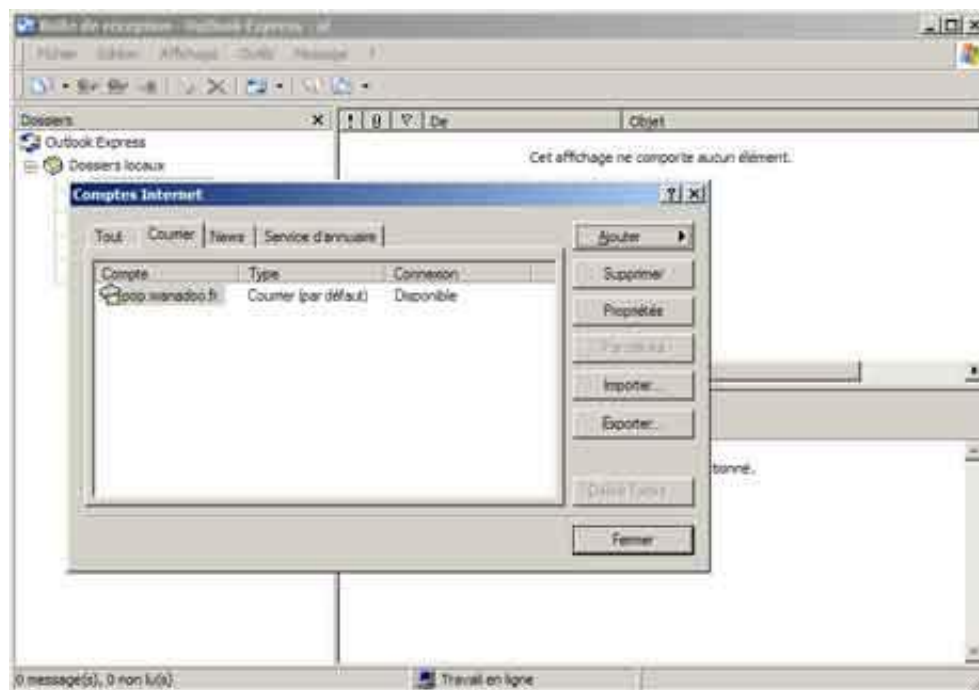 Boîte de réception - Outlook Express
Fichier Edition Affichage Outils Message ?
Dossiers
De Objet
Outlook Express
Cet affichage ne comporte aucun élément.
Dossiers locaux
Comptes Internet
Tout Courrier News Service d'annuaire
Ajouter
Compte Type Connexion
Supprimer
pop.wanadoo.fr Courrier (par défaut) Disponible
Propriétés
Par défaut
Importer...
Exporter...
tionné.
Définir l'ordre...
Fermer
0 message(s), 0 non lu(s) Travail en ligne